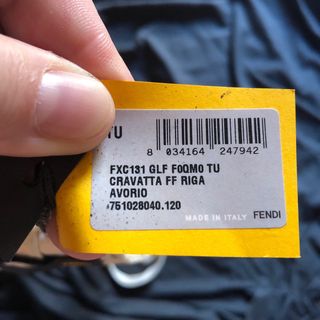 TU
8 034164 247942
FXC131 GLF F0QM0 TU
CRAVATTA FF RIGA
AVORIO
751028040.120
MADE IN ITALY FENDI